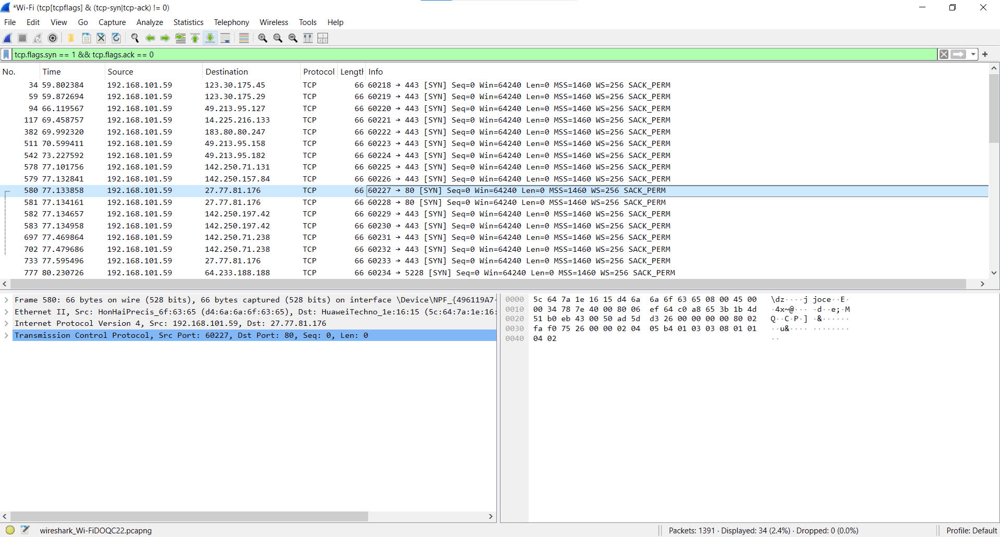 *Wi-Fi (tcp[tcpflags] & (tcp-syn|tcp-ack) != 0)
File Edit View Go Capture Analyze Statistics Telephony Wireless Tools Help
tcp.flags.syn == 1 && tcp.flags.ack == 0
No. Time Source Destination Protocol Length Info
34 59.802384 192.168.101.59 123.30.175.45 TCP 66 60218 → 443 [SYN] Seq=0 Win=64240 Len=0 MSS=1460 WS=256 SACK_PERM
59 59.872694 192.168.101.59 123.30.175.29 TCP 66 60219 → 443 [SYN] Seq=0 Win=64240 Len=0 MSS=1460 WS=256 SACK_PERM
94 66.119567 192.168.101.59 49.213.95.127 TCP 66 60220 → 443 [SYN] Seq=0 Win=64240 Len=0 MSS=1460 WS=256 SACK_PERM
117 69.458757 192.168.101.59 14.225.216.133 TCP 66 60221 → 443 [SYN] Seq=0 Win=64240 Len=0 MSS=1460 WS=256 SACK_PERM
382 69.992320 192.168.101.59 183.80.80.247 TCP 66 60222 → 443 [SYN] Seq=0 Win=64240 Len=0 MSS=1460 WS=256 SACK_PERM
511 70.599411 192.168.101.59 49.213.95.158 TCP 66 60223 → 443 [SYN] Seq=0 Win=64240 Len=0 MSS=1460 WS=256 SACK_PERM
542 73.227592 192.168.101.59 49.213.95.182 TCP 66 60224 → 443 [SYN] Seq=0 Win=64240 Len=0 MSS=1460 WS=256 SACK_PERM
578 77.101756 192.168.101.59 142.250.71.131 TCP 66 60225 → 443 [SYN] Seq=0 Win=64240 Len=0 MSS=1460 WS=256 SACK_PERM
579 77.132841 192.168.101.59 142.250.157.84 TCP 66 60226 → 443 [SYN] Seq=0 Win=64240 Len=0 MSS=1460 WS=256 SACK_PERM
580 77.133858 192.168.101.59 27.77.81.176 TCP 66 60227 → 80 [SYN] Seq=0 Win=64240 Len=0 MSS=1460 WS=256 SACK_PERM
581 77.134161 192.168.101.59 27.77.81.176 TCP 66 60228 → 80 [SYN] Seq=0 Win=64240 Len=0 MSS=1460 WS=256 SACK_PERM
582 77.134657 192.168.101.59 142.250.197.42 TCP 66 60229 → 443 [SYN] Seq=0 Win=64240 Len=0 MSS=1460 WS=256 SACK_PERM
583 77.134958 192.168.101.59 142.250.197.42 TCP 66 60230 → 443 [SYN] Seq=0 Win=64240 Len=0 MSS=1460 WS=256 SACK_PERM
697 77.469864 192.168.101.59 142.250.71.238 TCP 66 60231 → 443 [SYN] Seq=0 Win=64240 Len=0 MSS=1460 WS=256 SACK_PERM
702 77.479686 192.168.101.59 142.250.71.238 TCP 66 60232 → 443 [SYN] Seq=0 Win=64240 Len=0 MSS=1460 WS=256 SACK_PERM
733 77.595496 192.168.101.59 27.77.81.176 TCP 66 60233 → 443 [SYN] Seq=0 Win=64240 Len=0 MSS=1460 WS=256 SACK_PERM
777 80.230726 192.168.101.59 64.233.188.188 TCP 66 60234 → 5228 [SYN] Seq=0 Win=64240 Len=0 MSS=1460 WS=256 SACK_PERM
Frame 580: 66 bytes on wire (528 bits), 66 bytes captured (528 bits) on interface \Device\NPF_{496119A7-
Ethernet II, Src: HonHaiPrecis_6f:63:65 (d4:6a:6a:6f:63:65), Dst: HuaweiTechno_1e:16:15 (5c:64:7a:1e:16:
Internet Protocol Version 4, Src: 192.168.101.59, Dst: 27.77.81.176
Transmission Control Protocol, Src Port: 60227, Dst Port: 80, Seq: 0, Len: 0
0000 5c 64 7a 1e 16 15 d4 6a 6a 6f 63 65 08 00 45 00 \dz····j joce··E·
0010 00 34 78 7e 40 00 80 06 ef 64 c0 a8 65 3b 1b 4d ·4x~@··· ·d··e;·M
0020 51 b0 eb 43 00 50 ad 5d d3 26 00 00 00 00 80 02 Q··C·P·] ·&······
0030 fa f0 75 26 00 00 02 04 05 b4 01 03 03 08 01 01 ··u&···· ········
0040 04 02 ··
wireshark_Wi-FiDOQC22.pcapng
Packets: 1391 · Displayed: 34 (2.4%) · Dropped: 0 (0.0%)
Profile: Default